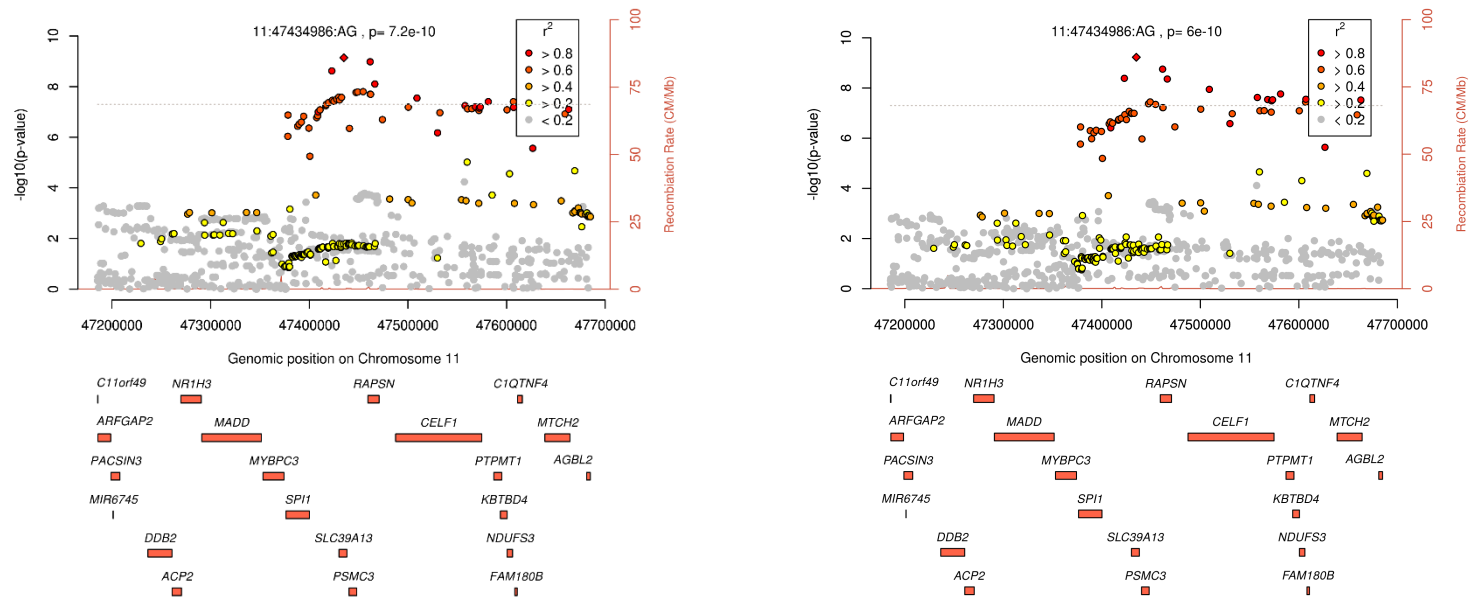 11:47434986:AG , p= 7.2e-10
r2
> 0.8
> 0.6
> 0.4
> 0.2
< 0.2
-log10(p-value)
0
2
4
6
8
10
Recombiation Rate (CM/Mb)
0
25
50
75
100
47200000 47300000 47400000 47500000 47600000 47700000
Genomic position on Chromosome 11
C11orf49 NR1H3 RAPSN C1QTNF4
ARFGAP2 MADD CELF1 MTCH2
PACSIN3 MYBPC3 PTPMT1 AGBL2
MIR6745 SPI1 KBTBD4
DDB2 SLC39A13 NDUFS3
ACP2 PSMC3 FAM180B
11:47434986:AG , p= 6e-10
r2
> 0.8
> 0.6
> 0.4
> 0.2
< 0.2
-log10(p-value)
0
2
4
6
8
10
Recombiation Rate (CM/Mb)
0
25
50
75
100
47200000 47300000 47400000 47500000 47600000 47700000
Genomic position on Chromosome 11
C11orf49 NR1H3 RAPSN C1QTNF4
ARFGAP2 MADD CELF1 MTCH2
PACSIN3 MYBPC3 PTPMT1 AGBL2
MIR6745 SPI1 KBTBD4
DDB2 SLC39A13 NDUFS3
ACP2 PSMC3 FAM180B